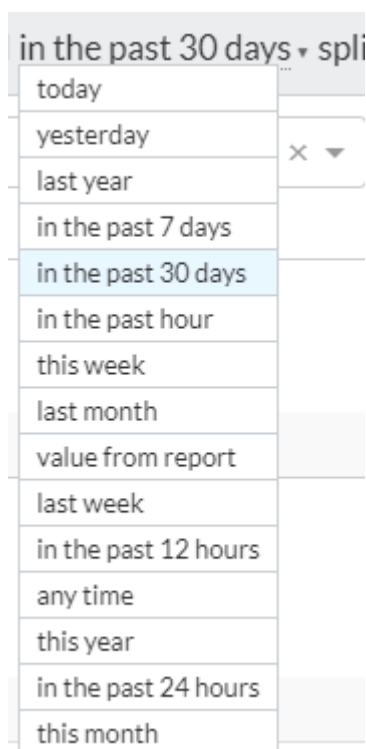 in the past 30 days ▾ spli
today
yesterday
last year
in the past 7 days
in the past 30 days
in the past hour
this week
last month
value from report
last week
in the past 12 hours
any time
this year
in the past 24 hours
this month